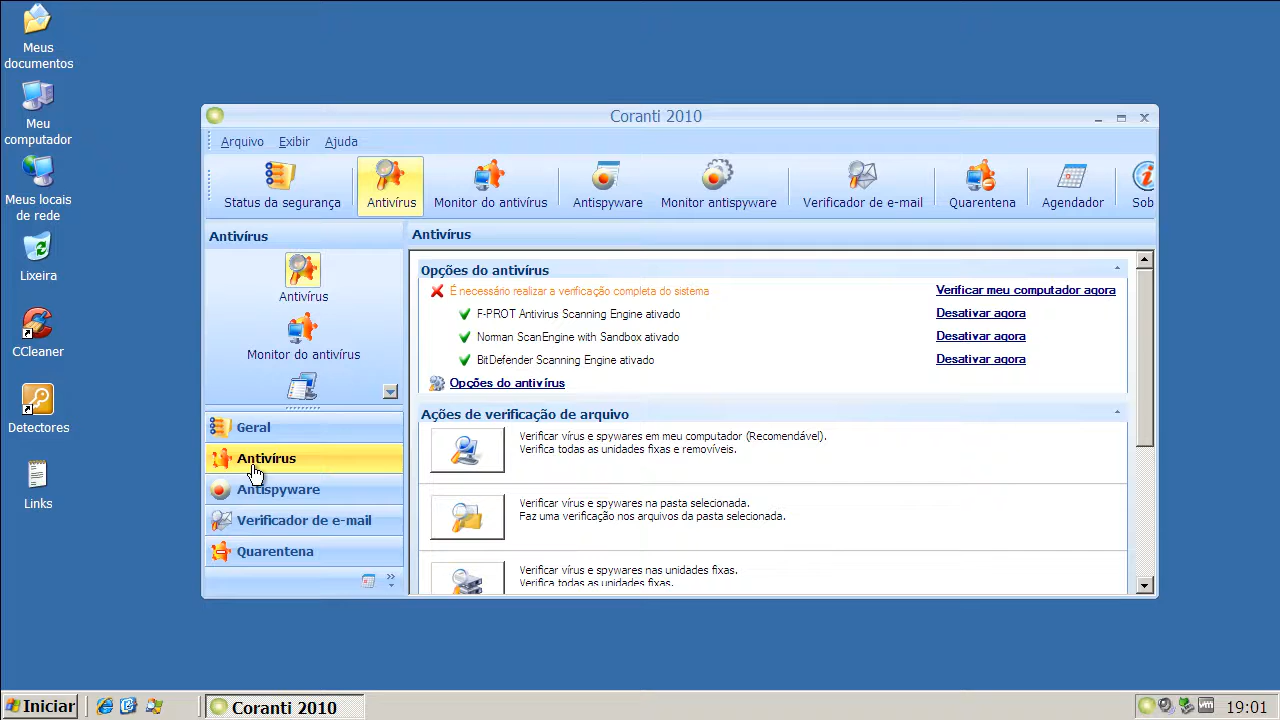 Meus
documentos
Meu
computador
Meus locais
de rede
Lixeira
CCleaner
Detectores
Links
Coranti 2010
Arquivo Exibir Ajuda
Status da segurança Antivírus Monitor do antivírus Antispyware Monitor antispyware Verificador de e-mail Quarentena Agendador Sob
Antivírus
Antivírus
Monitor do antivírus
Geral
Antivírus
Antispyware
Verificador de e-mail
Quarentena
Antivírus
Opções do antivírus
É necessário realizar a verificação completa do sistema Verificar meu computador agora
F-PROT Antivirus Scanning Engine ativado Desativar agora
Norman ScanEngine with Sandbox ativado Desativar agora
BitDefender Scanning Engine ativado Desativar agora
Opções do antivírus
Ações de verificação de arquivo
Verificar vírus e spywares em meu computador (Recomendável).
Verifica todas as unidades fixas e removíveis.
Verificar vírus e spywares na pasta selecionada.
Faz uma verificação nos arquivos da pasta selecionada.
Verificar vírus e spywares nas unidades fixas.
Verifica todas as unidades fixas.
Iniciar Coranti 2010 19:01